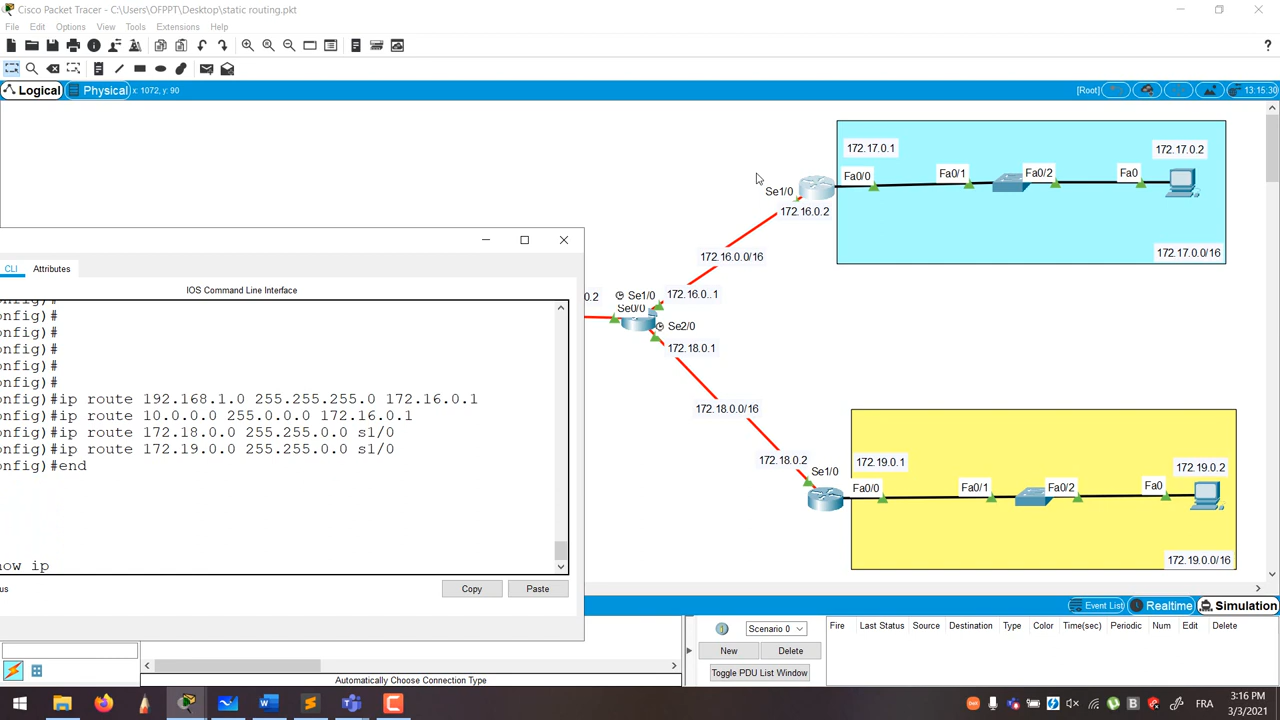 Cisco Packet Tracer - C:\Users\OFPPT\Desktop\static routing.pkt
File Edit Options View Tools Extensions Help
?
Logical Physical x: 1072, y: 90 [Root] 13:15:30
172.17.0.1 172.17.0.2
Fa0/0 Fa0/1 Fa0/2 Fa0
Se1/0
172.16.0.2
172.17.0.0/16
172.16.0.0/16
0.2 Se1/0 172.16.0..1
Se0/0
Se2/0
172.18.0.1
172.18.0.0/16
172.18.0.2 172.19.0.1 172.19.0.2
Se1/0
Fa0/0 Fa0/1 Fa0/2 Fa0
172.19.0.0/16
CLI Attributes
IOS Command Line Interface
onfig)#
onfig)#
onfig)#
onfig)#
onfig)#
onfig)#ip route 192.168.1.0 255.255.255.0 172.16.0.1
onfig)#ip route 10.0.0.0 255.0.0.0 172.16.0.1
onfig)#ip route 172.18.0.0 255.255.0.0 s1/0
onfig)#ip route 172.19.0.0 255.255.0.0 s1/0
onfig)#end
how ip
us Copy Paste
Event List Realtime Simulation
Scenario 0
New Delete
Toggle PDU List Window
Fire Last Status Source Destination Type Color Time(sec) Periodic Num Edit Delete
Automatically Choose Connection Type
FRA
3:16 PM
3/3/2021